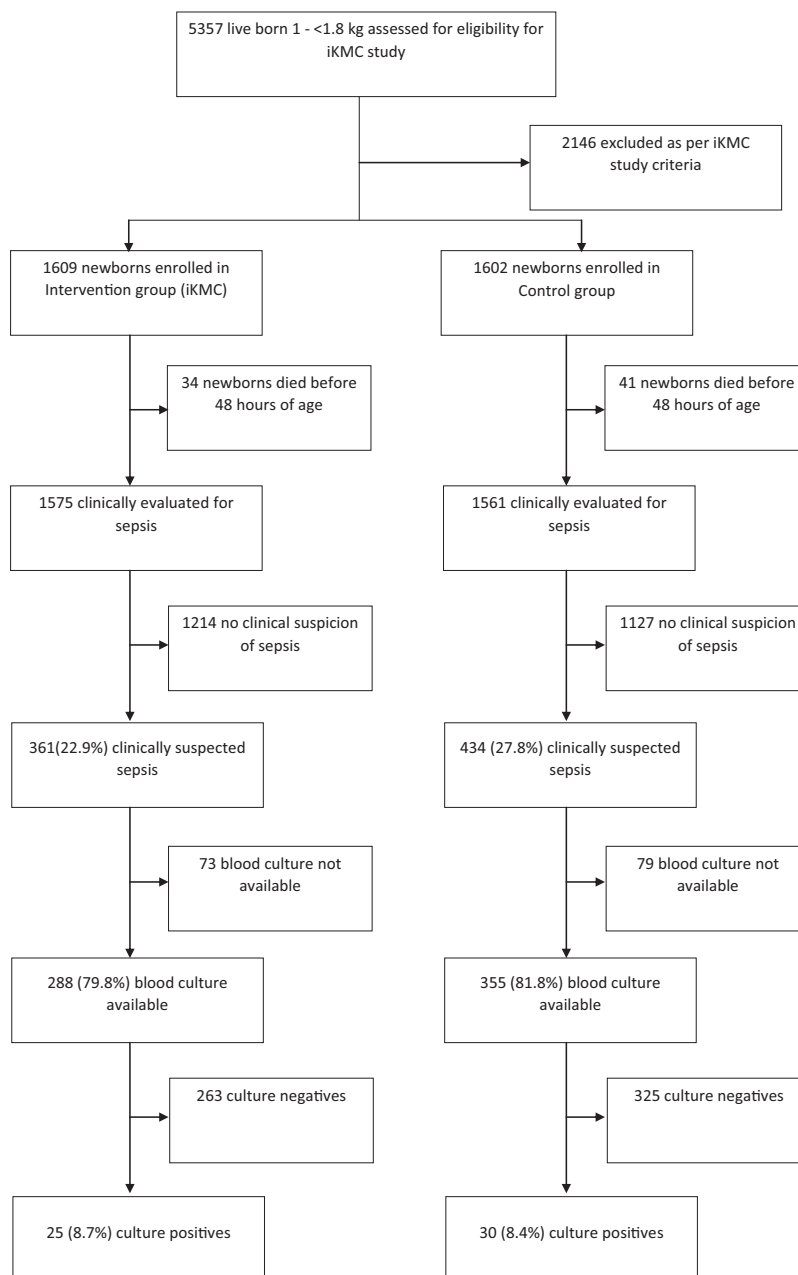 5357 live born 1 - <1.8 kg assessed for eligibility for
iKMC study
2146 excluded as per iKMC
study criteria
1609 newborns enrolled in
Intervention group (iKMC)
1602 newborns enrolled in
Control group
34 newborns died before
48 hours of age
41 newborns died before
48 hours of age
1575 clinically evaluated for
sepsis
1561 clinically evaluated for
sepsis
1214 no clinical suspicion
of sepsis
1127 no clinical suspicion
of sepsis
361(22.9%) clinically suspected
sepsis
434 (27.8%) clinically suspected
sepsis
73 blood culture not
available
79 blood culture not
available
288 (79.8%) blood culture
available
355 (81.8%) blood culture
available
263 culture negatives
325 culture negatives
25 (8.7%) culture positives
30 (8.4%) culture positives